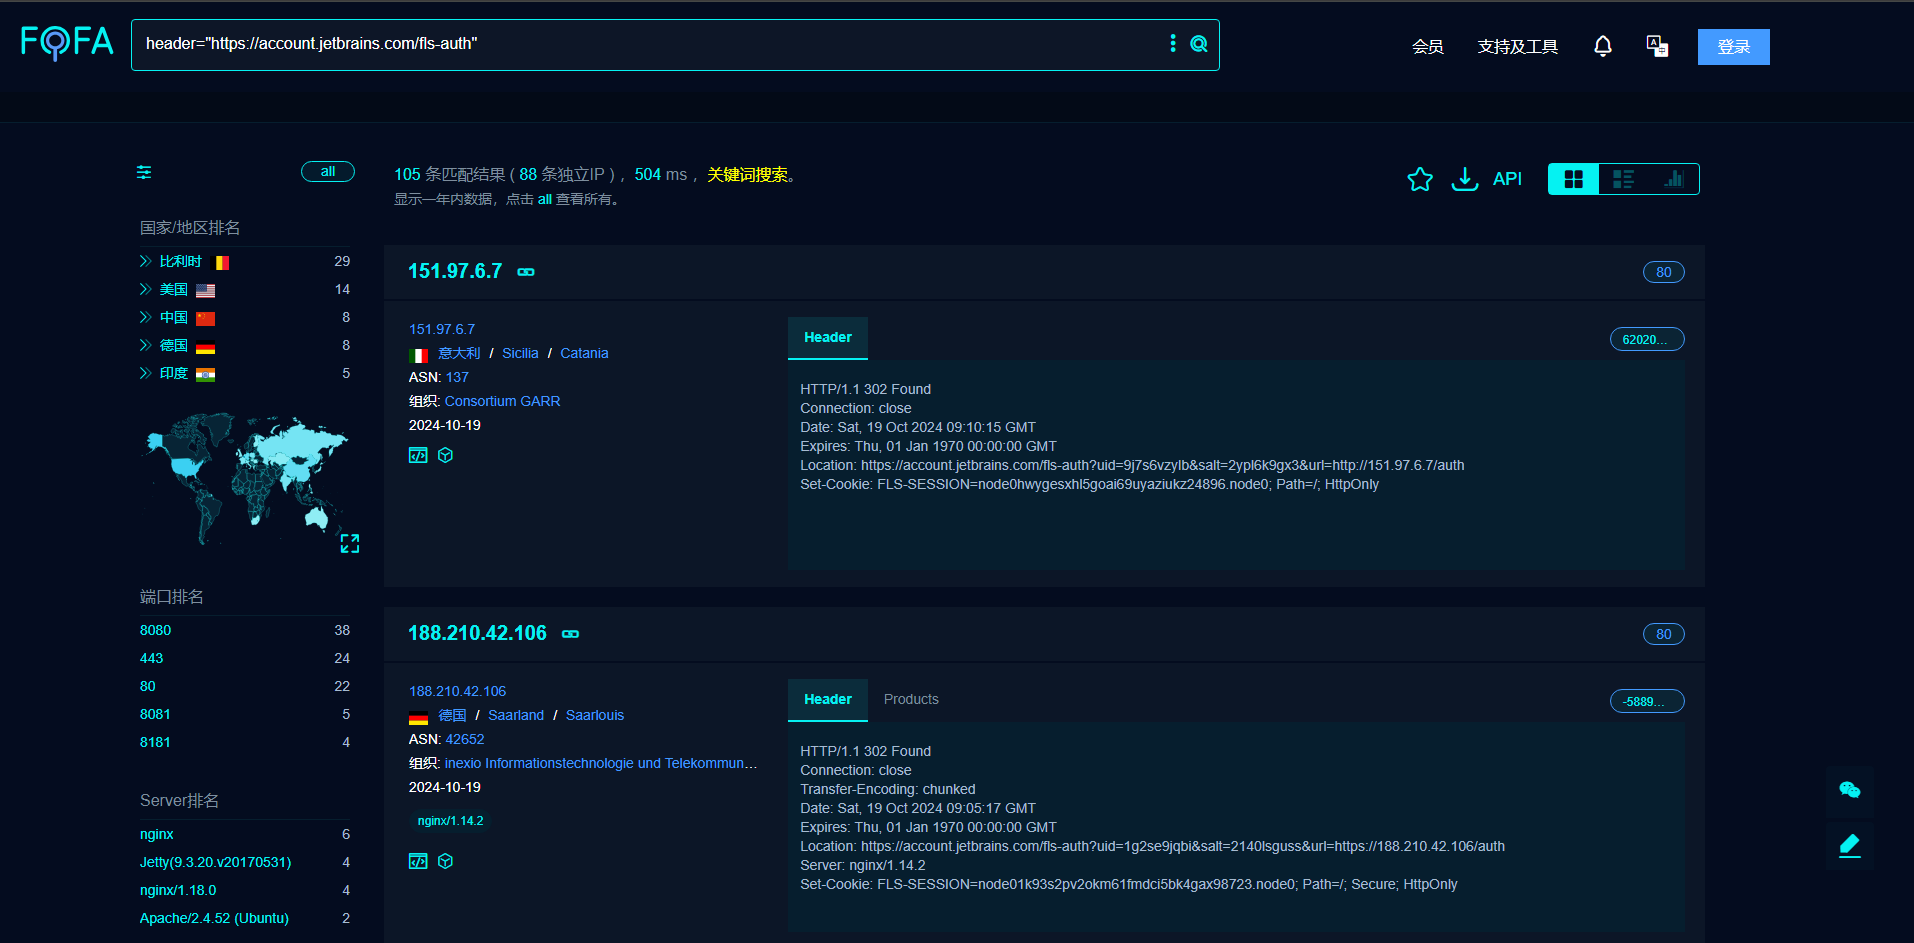 FOFA
header="https://account.jetbrains.com/fls-auth"
会员
支持及工具
登录
all
105 条匹配结果 ( 88 条独立IP ) ，504 ms ，关键词搜索。
显示一年内数据，点击 all 查看所有。
API
国家/地区排名
比利时 29
美国 14
中国 8
德国 8
印度 5
端口排名
8080 38
443 24
80 22
8081 5
8181 4
Server排名
nginx 6
Jetty(9.3.20.v20170531) 4
nginx/1.18.0 4
Apache/2.4.52 (Ubuntu) 2
151.97.6.7
80
151.97.6.7
意大利 / Sicilia / Catania
ASN: 137
组织: Consortium GARR
2024-10-19
Header
62020...
HTTP/1.1 302 Found
Connection: close
Date: Sat, 19 Oct 2024 09:10:15 GMT
Expires: Thu, 01 Jan 1970 00:00:00 GMT
Location: https://account.jetbrains.com/fls-auth?uid=9j7s6vzylb&salt=2ypl6k9gx3&url=http://151.97.6.7/auth
Set-Cookie: FLS-SESSION=node0hwygesxhl5goai69uyaziukz24896.node0; Path=/; HttpOnly
188.210.42.106
80
188.210.42.106
德国 / Saarland / Saarlouis
ASN: 42652
组织: inexio Informationstechnologie und Telekommun...
2024-10-19
nginx/1.14.2
Header
Products
-5889...
HTTP/1.1 302 Found
Connection: close
Transfer-Encoding: chunked
Date: Sat, 19 Oct 2024 09:05:17 GMT
Expires: Thu, 01 Jan 1970 00:00:00 GMT
Location: https://account.jetbrains.com/fls-auth?uid=1g2se9jqbi&salt=2140lsguss&url=https://188.210.42.106/auth
Server: nginx/1.14.2
Set-Cookie: FLS-SESSION=node01k93s2pv2okm61fmdci5bk4gax98723.node0; Path=/; Secure; HttpOnly